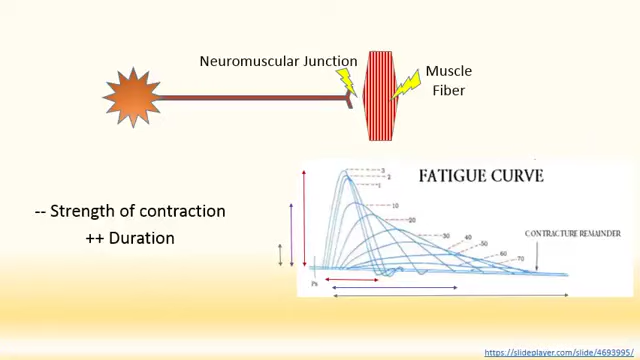 Neuromuscular Junction
Muscle
Fiber
FATIGUE CURVE
3
2
1
10
20
30
40
50
60
70
CONTRACTURE REMAINDER
Ps
-- Strength of contraction
++ Duration
https://slideplayer.com/slide/4693995/